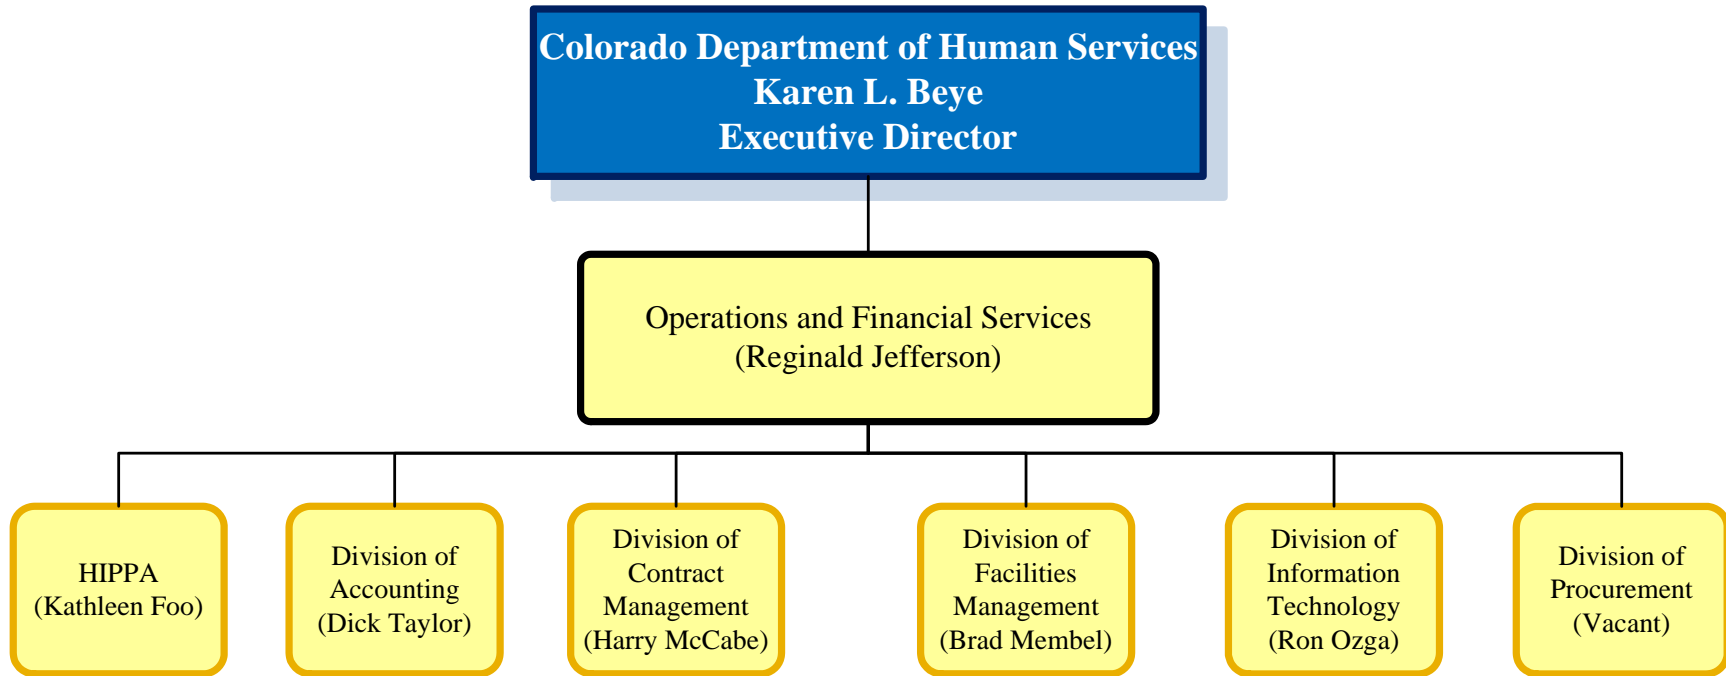 Colorado Department of Human Services
Karen L. Beye
Executive Director
Operations and Financial Services
(Reginald Jefferson)
HIPPA
(Kathleen Foo)
Division of
Accounting
(Dick Taylor)
Division of
Contract
Management
(Harry McCabe)
Division of
Facilities
Management
(Brad Membel)
Division of
Information
Technology
(Ron Ozga)
Division of
Procurement
(Vacant)